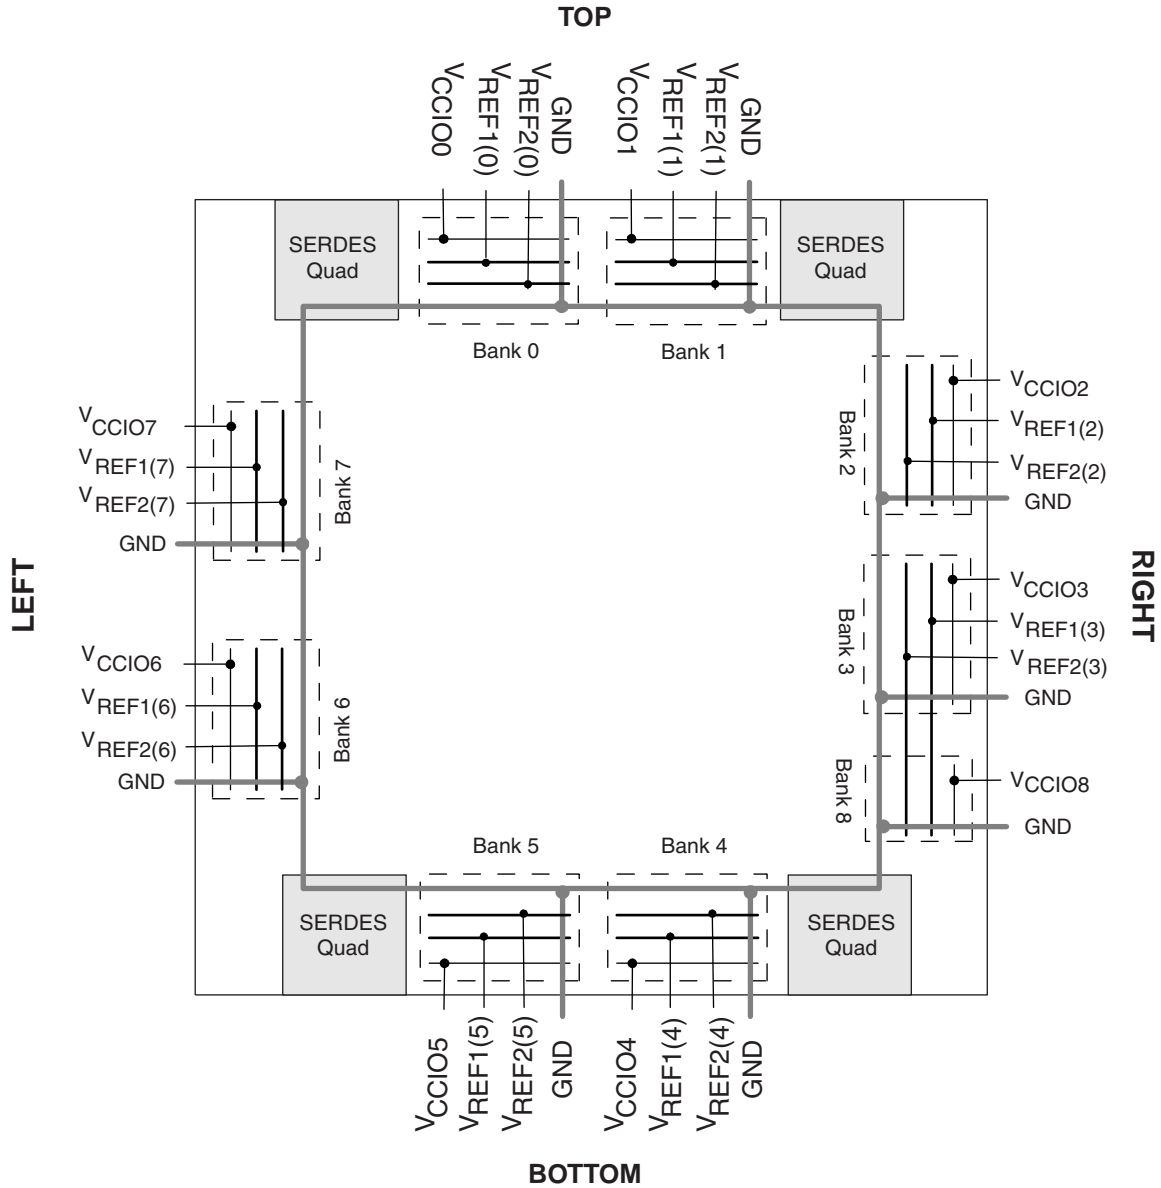 TOP
VCCIO0
VREF1(0)
VREF2(0)
GND
VCCIO1
VREF1(1)
VREF2(1)
GND
SERDES
Quad
SERDES
Quad
Bank 0
Bank 1
VCCIO7
VREF1(7)
VREF2(7)
GND
Bank 7
Bank 2
VCCIO2
VREF1(2)
VREF2(2)
GND
LEFT
RIGHT
VCCIO6
VREF1(6)
VREF2(6)
GND
Bank 6
Bank 3
VCCIO3
VREF1(3)
VREF2(3)
GND
Bank 8
VCCIO8
GND
Bank 5
Bank 4
SERDES
Quad
SERDES
Quad
VCCIO5
VREF1(5)
VREF2(5)
GND
VCCIO4
VREF1(4)
VREF2(4)
GND
BOTTOM